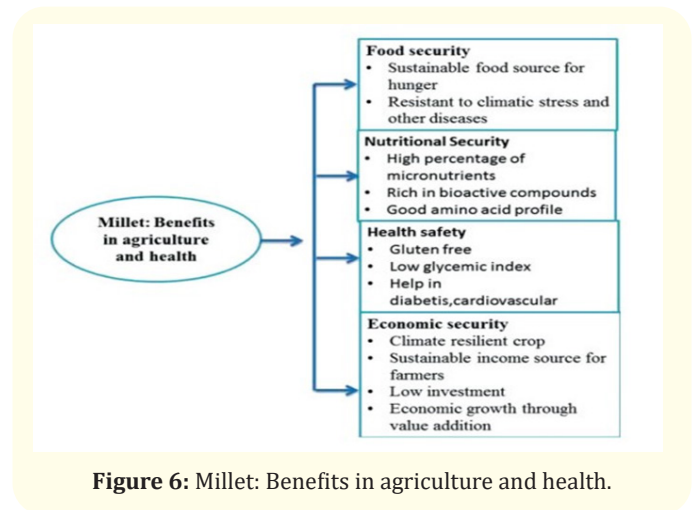 Millet: Benefits
in agriculture
and health
Food security
• Sustainable food source for
hunger
• Resistant to climatic stress and
other diseases
Nutritional Security
• High percentage of
micronutrients
• Rich in bioactive compounds
• Good amino acid profile
Health safety
• Gluten free
• Low glycemic index
• Help in
diabetis,cardiovascular
Economic security
• Climate resilient crop
• Sustainable income source for
farmers
• Low investment
• Economic growth through
value addition
Figure 6: Millet: Benefits in agriculture and health.